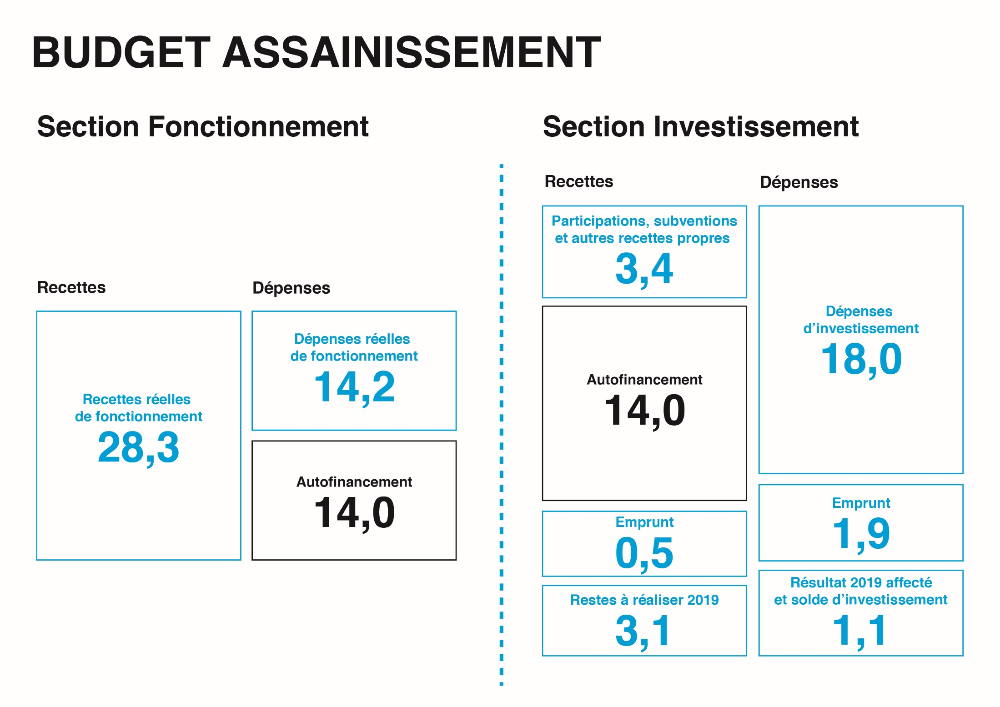 BUDGET ASSAINISSEMENT
Section Fonctionnement
Recettes
Dépenses
Recettes réelles
de fonctionnement
28,3
Dépenses réelles
de fonctionnement
14,2
Autofinancement
14,0
Section Investissement
Recettes
Dépenses
Participations, subventions
et autres recettes propres
3,4
Autofinancement
14,0
Emprunt
0,5
Restes à réaliser 2019
3,1
Dépenses
d’investissement
18,0
Emprunt
1,9
Résultat 2019 affecté
et solde d’investissement
1,1